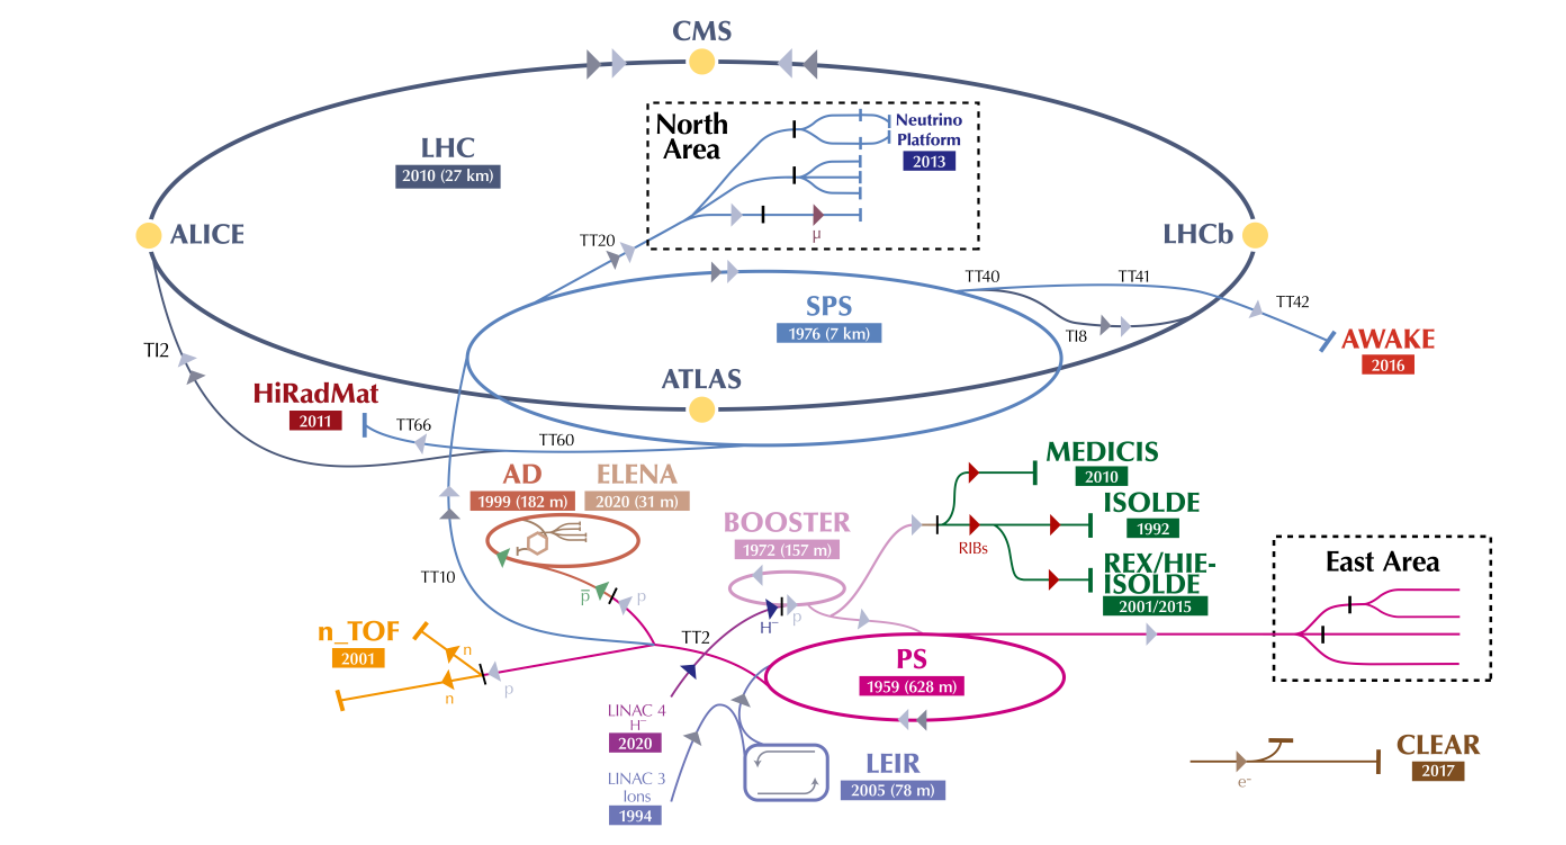 CMS
North
Area
Neutrino
Platform
2013
LHC
2010 (27 km)
μ
ALICE
LHCb
TT20
TT40
TT41
TT42
SPS
1976 (7 km)
TI8
AWAKE
2016
TI2
ATLAS
HiRadMat
2011
TT66
TT60
AD
1999 (182 m)
ELENA
2020 (31 m)
MEDICIS
2010
BOOSTER
1972 (157 m)
ISOLDE
1992
RIBs
REX/HIE-
ISOLDE
2001/2015
East Area
TT10
p̅
p
H⁻
p
n_TOF
2001
n
n
p
TT2
PS
1959 (628 m)
LINAC 4
H⁻
2020
LINAC 3
Ions
1994
LEIR
2005 (78 m)
e⁻
CLEAR
2017